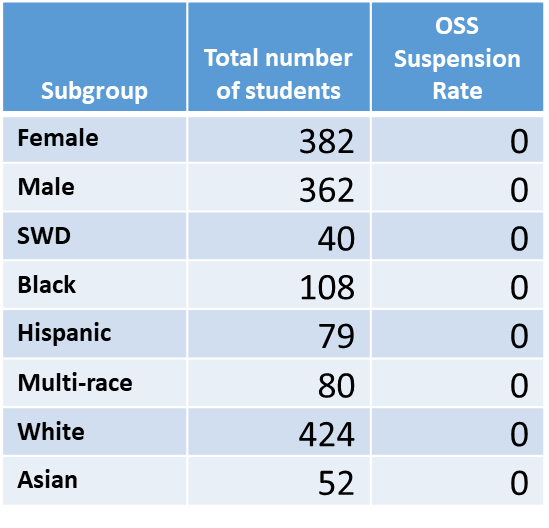 Subgroup Total number of students OSS Suspension Rate
Female 382 0
Male 362 0
SWD 40 0
Black 108 0
Hispanic 79 0
Multi-race 80 0
White 424 0
Asian 52 0